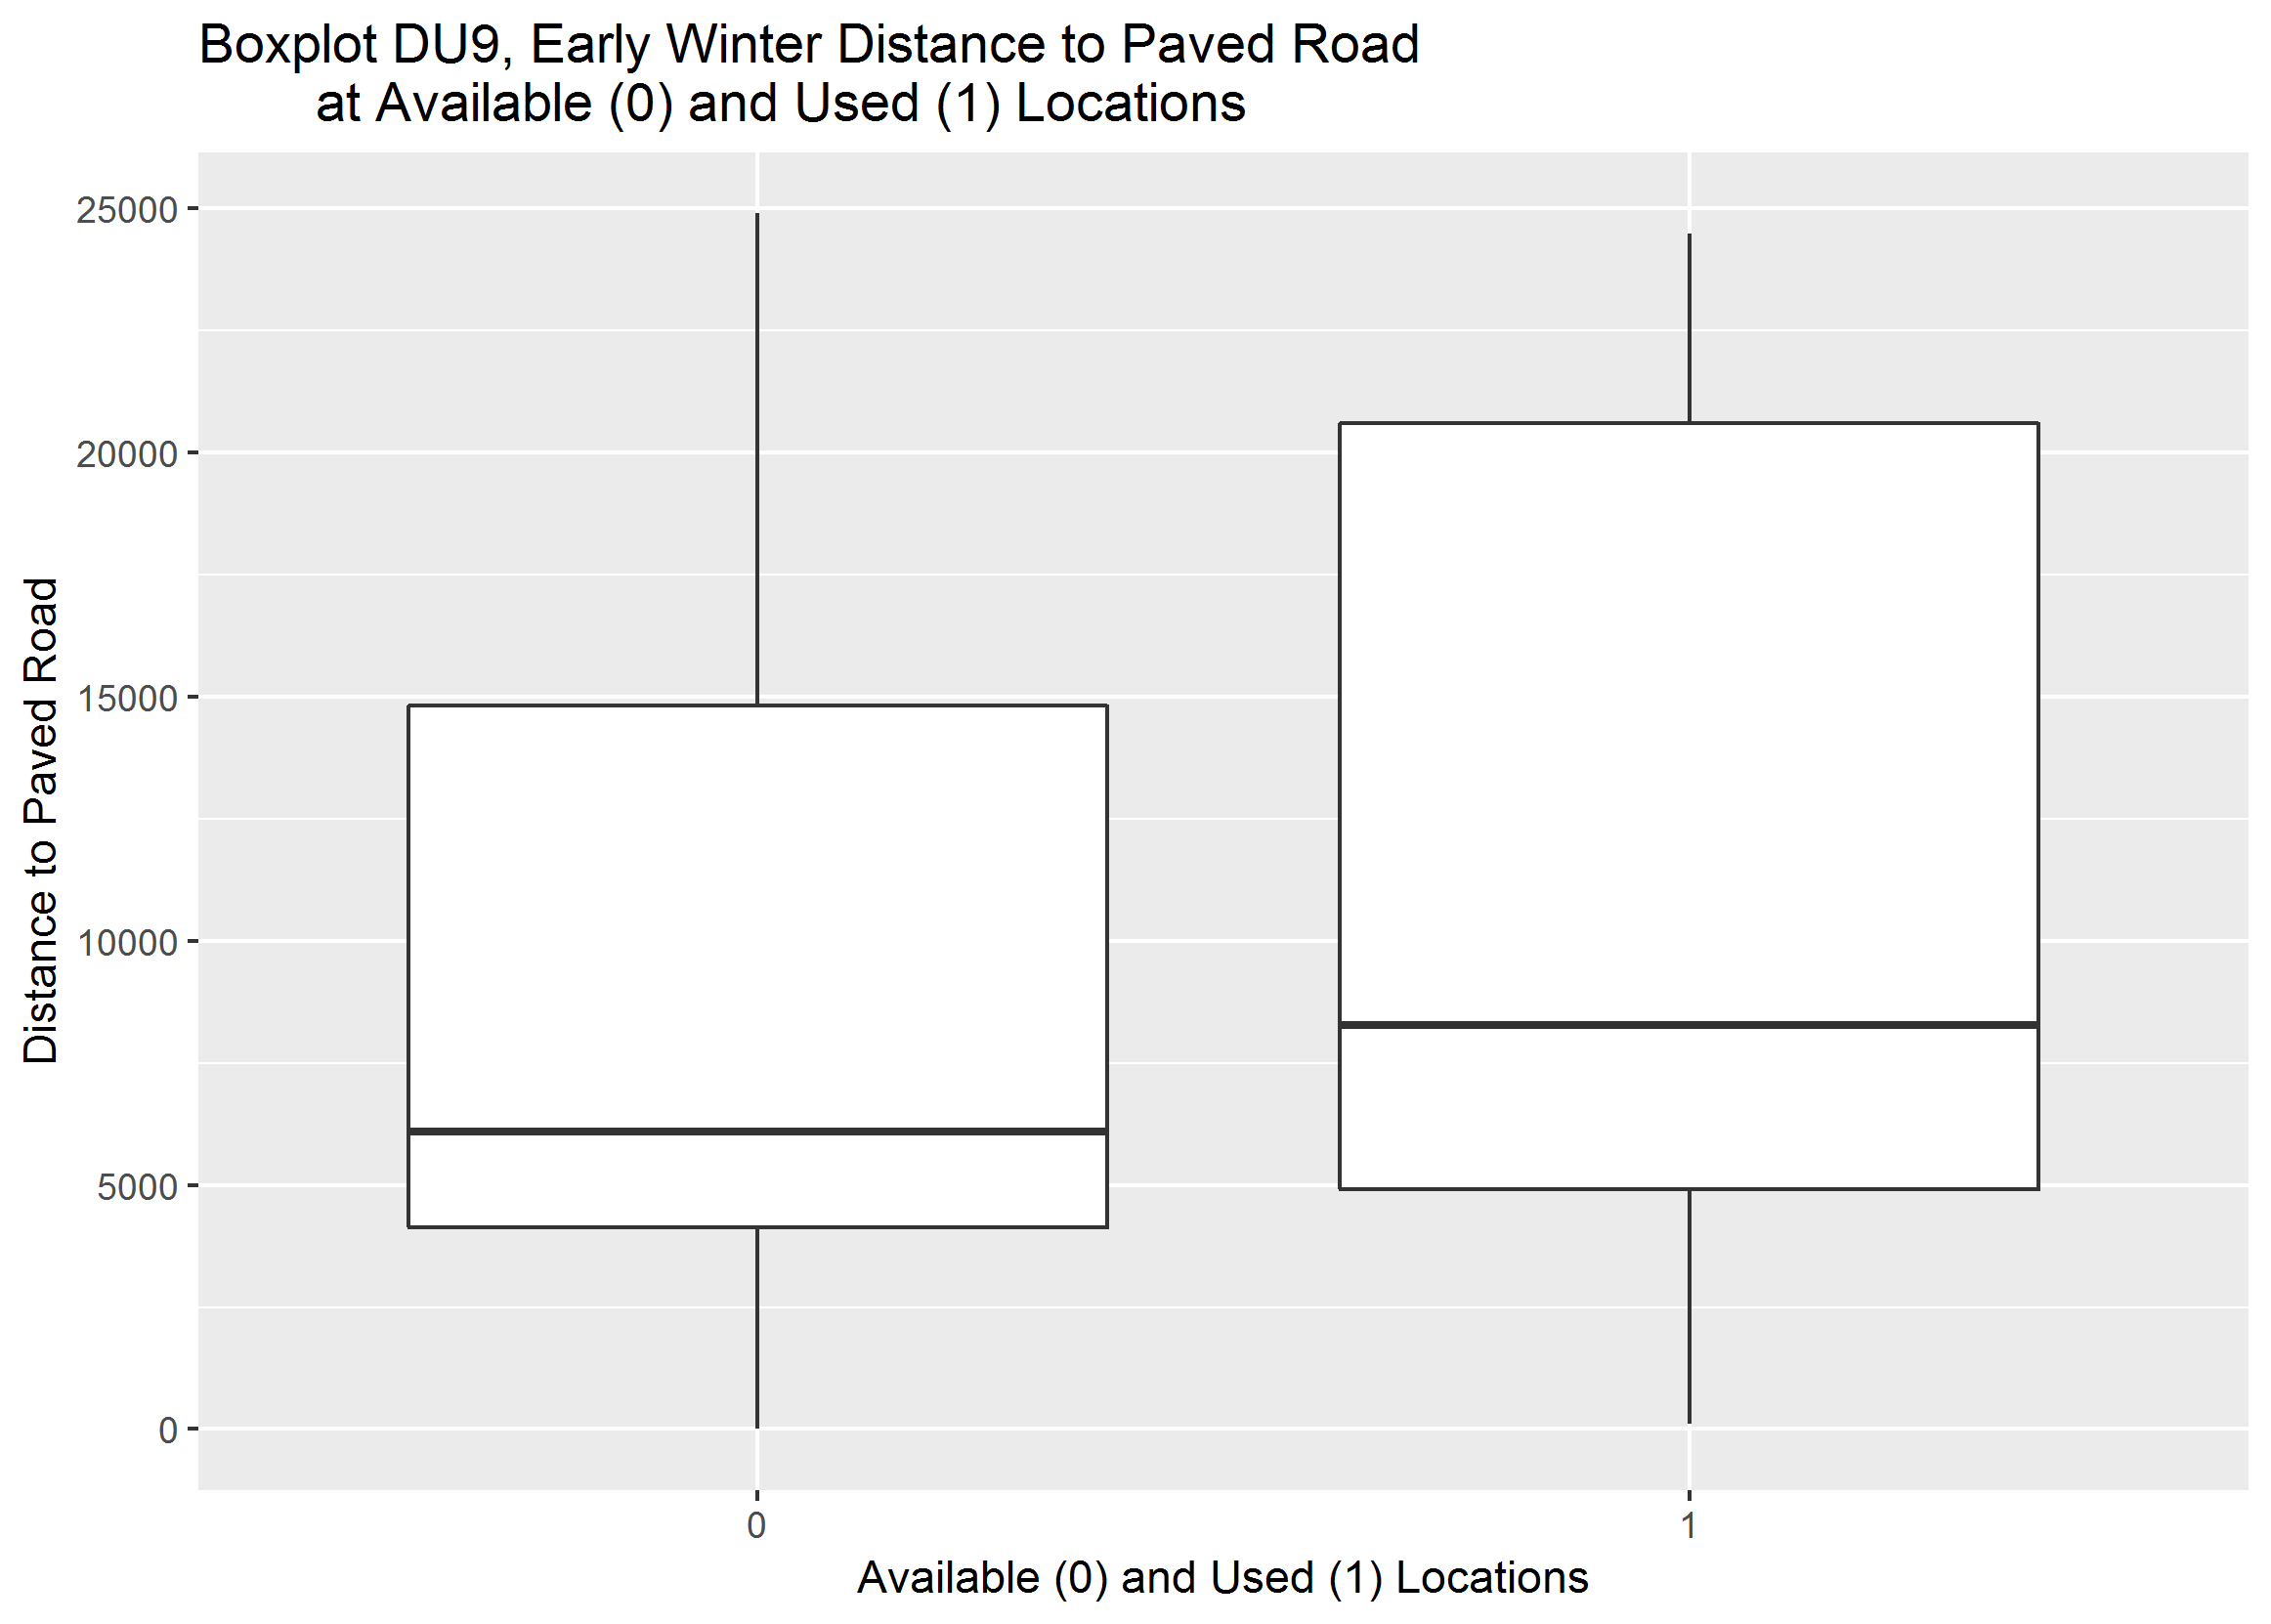 Boxplot DU9, Early Winter Distance to Paved Road
at Available (0) and Used (1) Locations
Distance to Paved Road
25000
20000
15000
10000
5000
0
0
1
Available (0) and Used (1) Locations